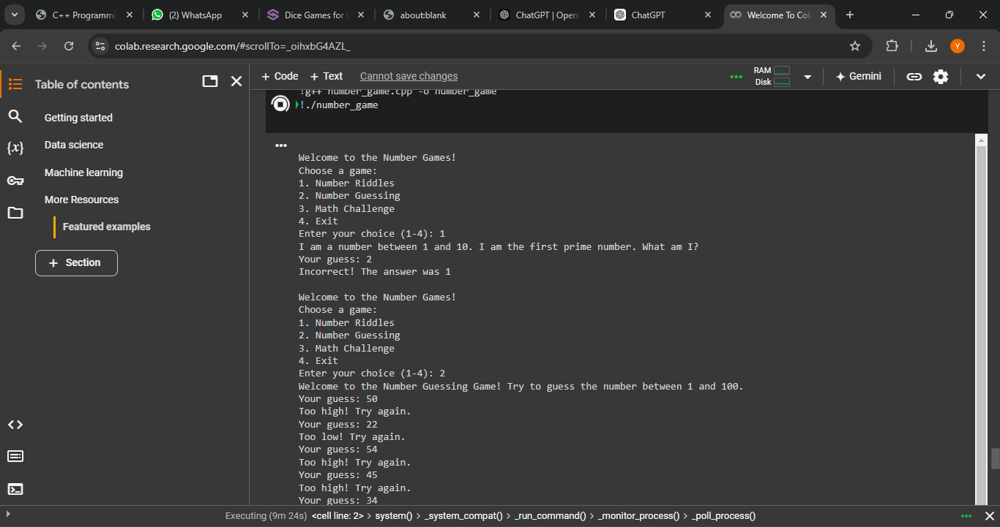 C++ Programmi
(2) WhatsApp
Dice Games for
about:blank
ChatGPT | Open
ChatGPT
Welcome To Col
colab.research.google.com/#scrollTo=_oihxbG4AZL_
Y
Table of contents
Getting started
Data science
Machine learning
More Resources
Featured examples
+ Section
{x}
+ Code + Text Cannot save changes
RAM
Disk
Gemini
!g++ number_game.cpp -o number_game
!./number_game
Welcome to the Number Games!
Choose a game:
1. Number Riddles
2. Number Guessing
3. Math Challenge
4. Exit
Enter your choice (1-4): 1
I am a number between 1 and 10. I am the first prime number. What am I?
Your guess: 2
Incorrect! The answer was 1
Welcome to the Number Games!
Choose a game:
1. Number Riddles
2. Number Guessing
3. Math Challenge
4. Exit
Enter your choice (1-4): 2
Welcome to the Number Guessing Game! Try to guess the number between 1 and 100.
Your guess: 50
Too high! Try again.
Your guess: 22
Too low! Try again.
Your guess: 54
Too high! Try again.
Your guess: 45
Too high! Try again.
Your guess: 34
Executing (9m 24s) <cell line: 2> > system() > _system_compat() > _run_command() > _monitor_process() > _poll_process()